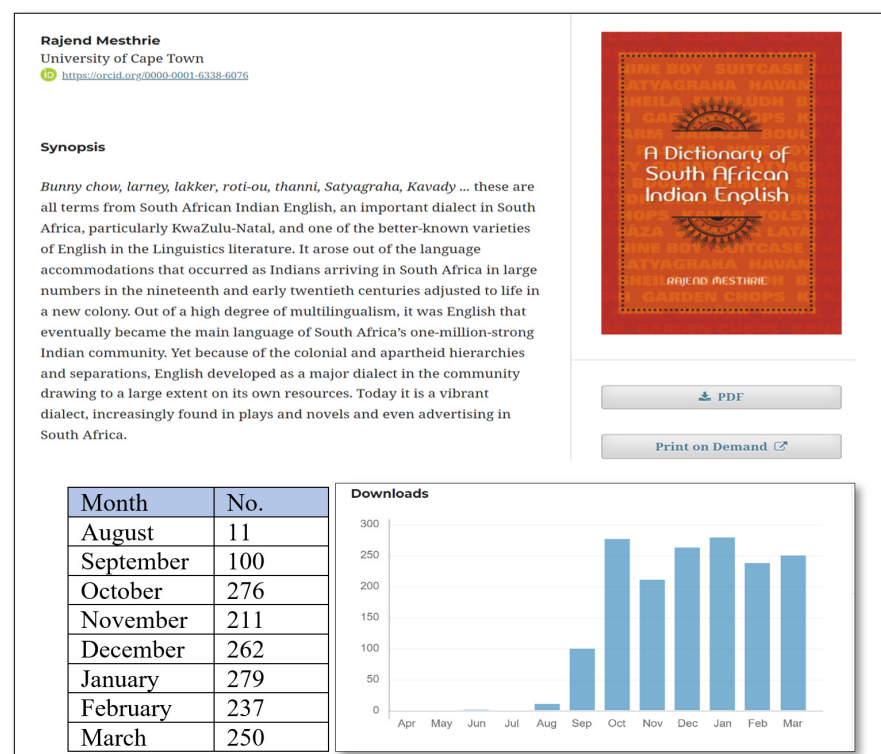 Rajend Mesthrie
University of Cape Town
iD https://orcid.org/0000-0001-6338-6076
Synopsis
Bunny chow, larney, lakker, roti-ou, thanni, Satyagraha, Kavady ... these are
all terms from South African Indian English, an important dialect in South
Africa, particularly KwaZulu-Natal, and one of the better-known varieties
of English in the Linguistics literature. It arose out of the language
accommodations that occurred as Indians arriving in South Africa in large
numbers in the nineteenth and early twentieth centuries adjusted to life in
a new colony. Out of a high degree of multilingualism, it was English that
eventually became the main language of South Africa’s one-million-strong
Indian community. Yet because of the colonial and apartheid hierarchies
and separations, English developed as a major dialect in the community
drawing to a large extent on its own resources. Today it is a vibrant
dialect, increasingly found in plays and novels and even advertising in
South Africa.
A Dictionary of
South African
Indian English
RAJEND MESTHRIE
PDF
Print on Demand
Month No.
August 11
September 100
October 276
November 211
December 262
January 279
February 237
March 250
Downloads
300
250
200
150
100
50
0
Apr May Jun Jul Aug Sep Oct Nov Dec Jan Feb Mar